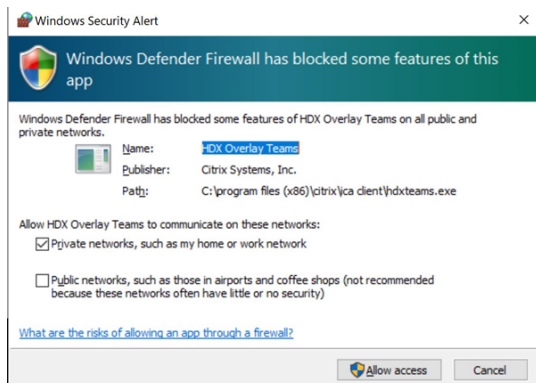 Windows Security Alert
Windows Defender Firewall has blocked some features of this
app
Windows Defender Firewall has blocked some features of HDX Overlay Teams on all public and
private networks.
Name: HDX Overlay Teams
Publisher: Citrix Systems, Inc.
Path: C:\program files (x86)\citrix\ica client\hdxteams.exe
Allow HDX Overlay Teams to communicate on these networks:
Private networks, such as my home or work network
Public networks, such as those in airports and coffee shops (not recommended
because these networks often have little or no security)
What are the risks of allowing an app through a firewall?
Allow access Cancel